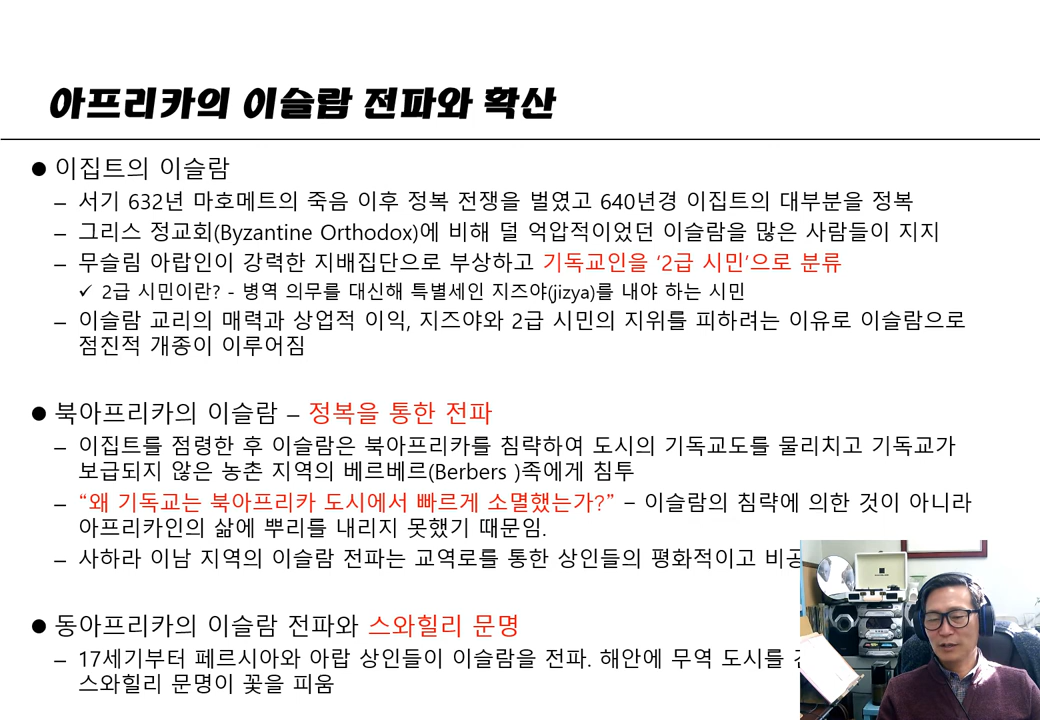 아프리카의 이슬람 전파와 확산
● 이집트의 이슬람
– 서기 632년 마호메트의 죽음 이후 정복 전쟁을 벌였고 640년경 이집트의 대부분을 정복
– 그리스 정교회(Byzantine Orthodox)에 비해 덜 억압적이었던 이슬람을 많은 사람들이 지지
– 무슬림 아랍인이 강력한 지배집단으로 부상하고 기독교인을 ‘2급 시민’으로 분류
✓ 2급 시민이란? - 병역 의무를 대신해 특별세인 지즈야(jizya)를 내야 하는 시민
– 이슬람 교리의 매력과 상업적 이익, 지즈야와 2급 시민의 지위를 피하려는 이유로 이슬람으로
점진적 개종이 이루어짐
● 북아프리카의 이슬람 – 정복을 통한 전파
– 이집트를 점령한 후 이슬람은 북아프리카를 침략하여 도시의 기독교도를 물리치고 기독교가
보급되지 않은 농촌 지역의 베르베르(Berbers )족에게 침투
– “왜 기독교는 북아프리카 도시에서 빠르게 소멸했는가?” – 이슬람의 침략에 의한 것이 아니라
아프리카인의 삶에 뿌리를 내리지 못했기 때문임.
– 사하라 이남 지역의 이슬람 전파는 교역로를 통한 상인들의 평화적이고 비공
● 동아프리카의 이슬람 전파와 스와힐리 문명
– 17세기부터 페르시아와 아랍 상인들이 이슬람을 전파. 해안에 무역 도시를
스와힐리 문명이 꽃을 피움